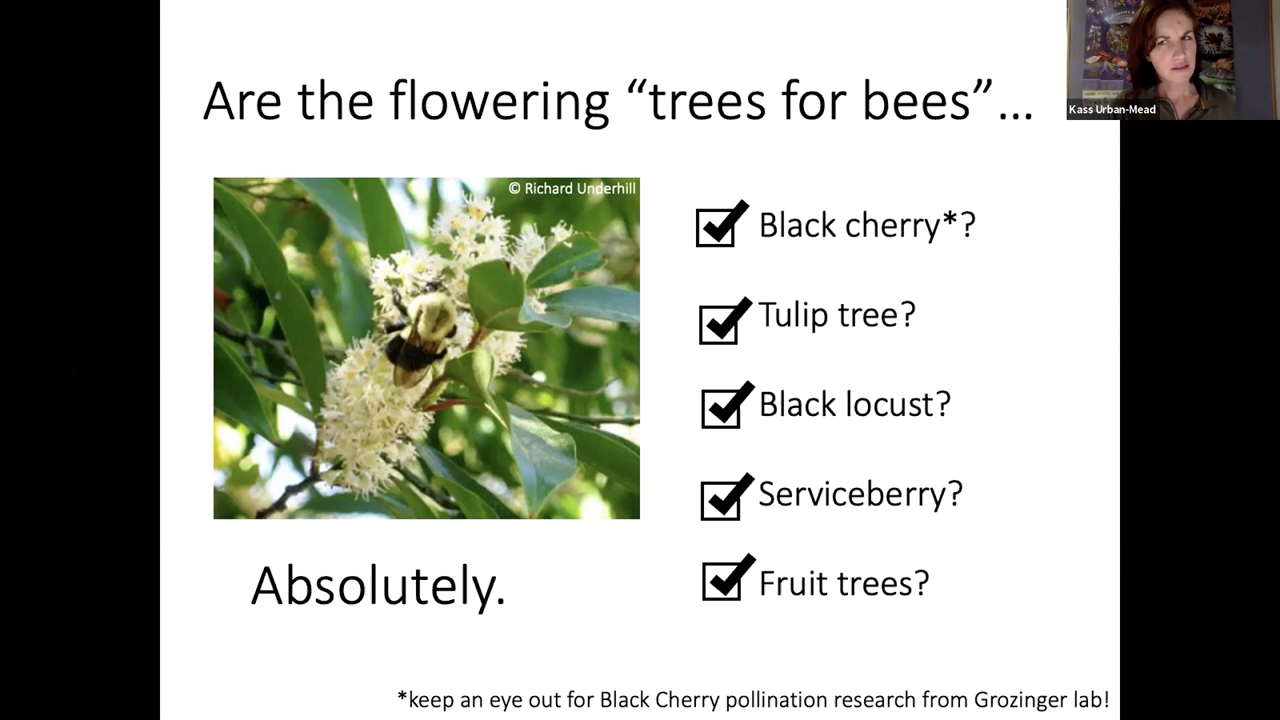 Are the flowering “trees for bees”...
Kass Urban-Mead
© Richard Underhill
Black cherry*?
Tulip tree?
Black locust?
Serviceberry?
Fruit trees?
Absolutely.
*keep an eye out for Black Cherry pollination research from Grozinger lab!